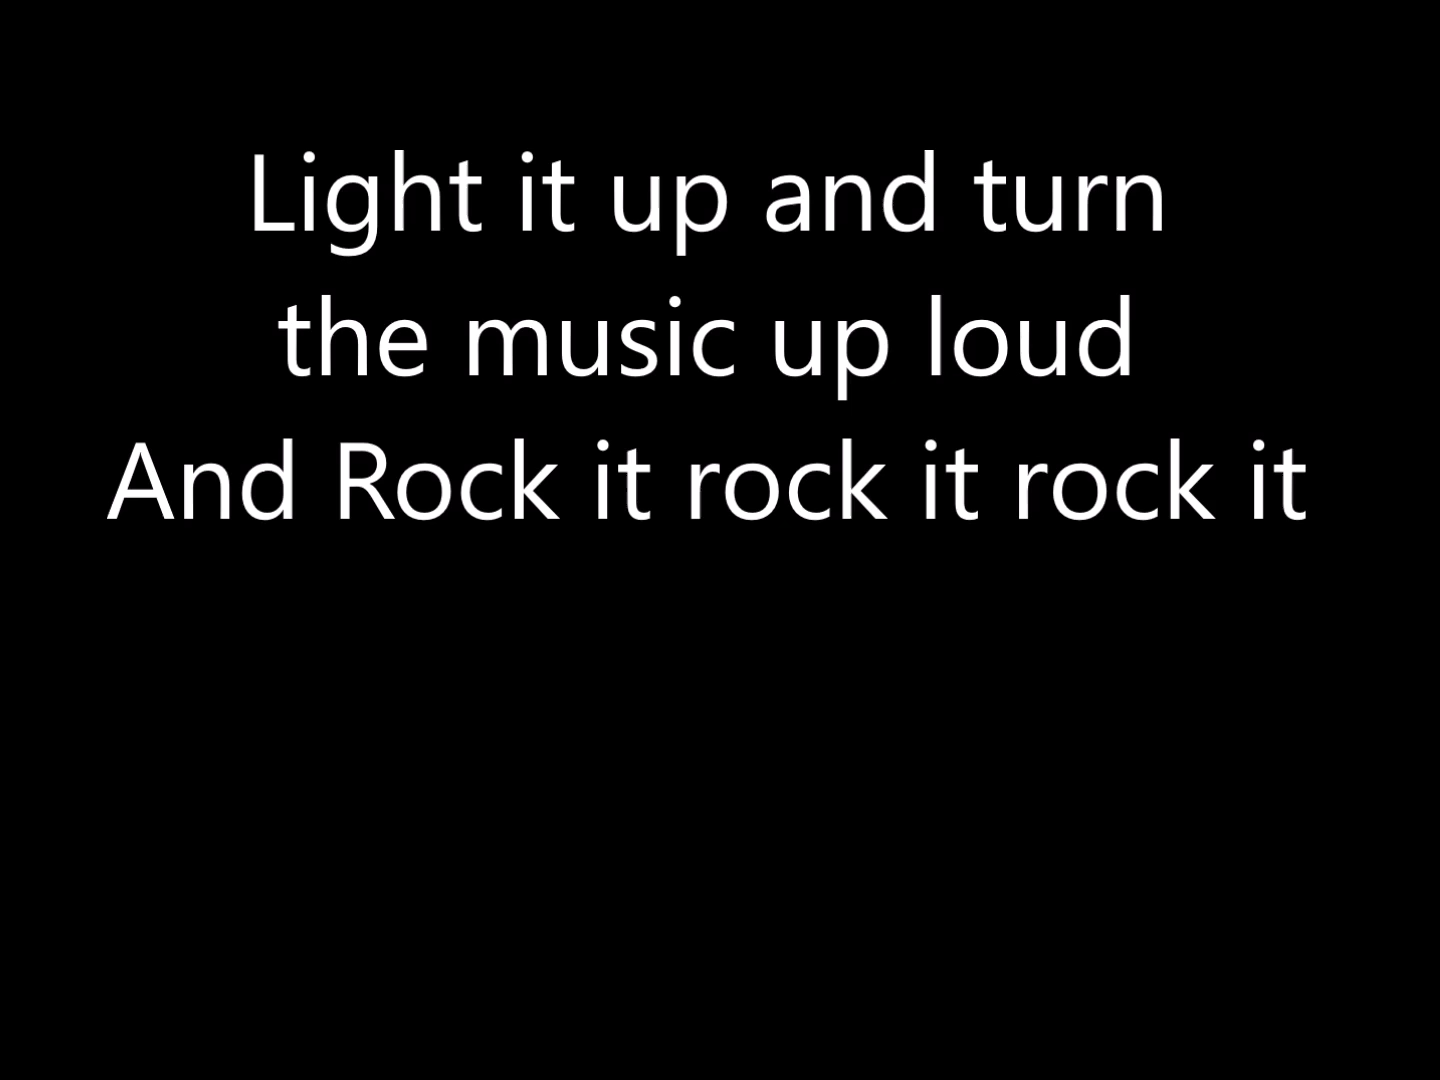 Light it up and turn
the music up loud
And Rock it rock it rock it